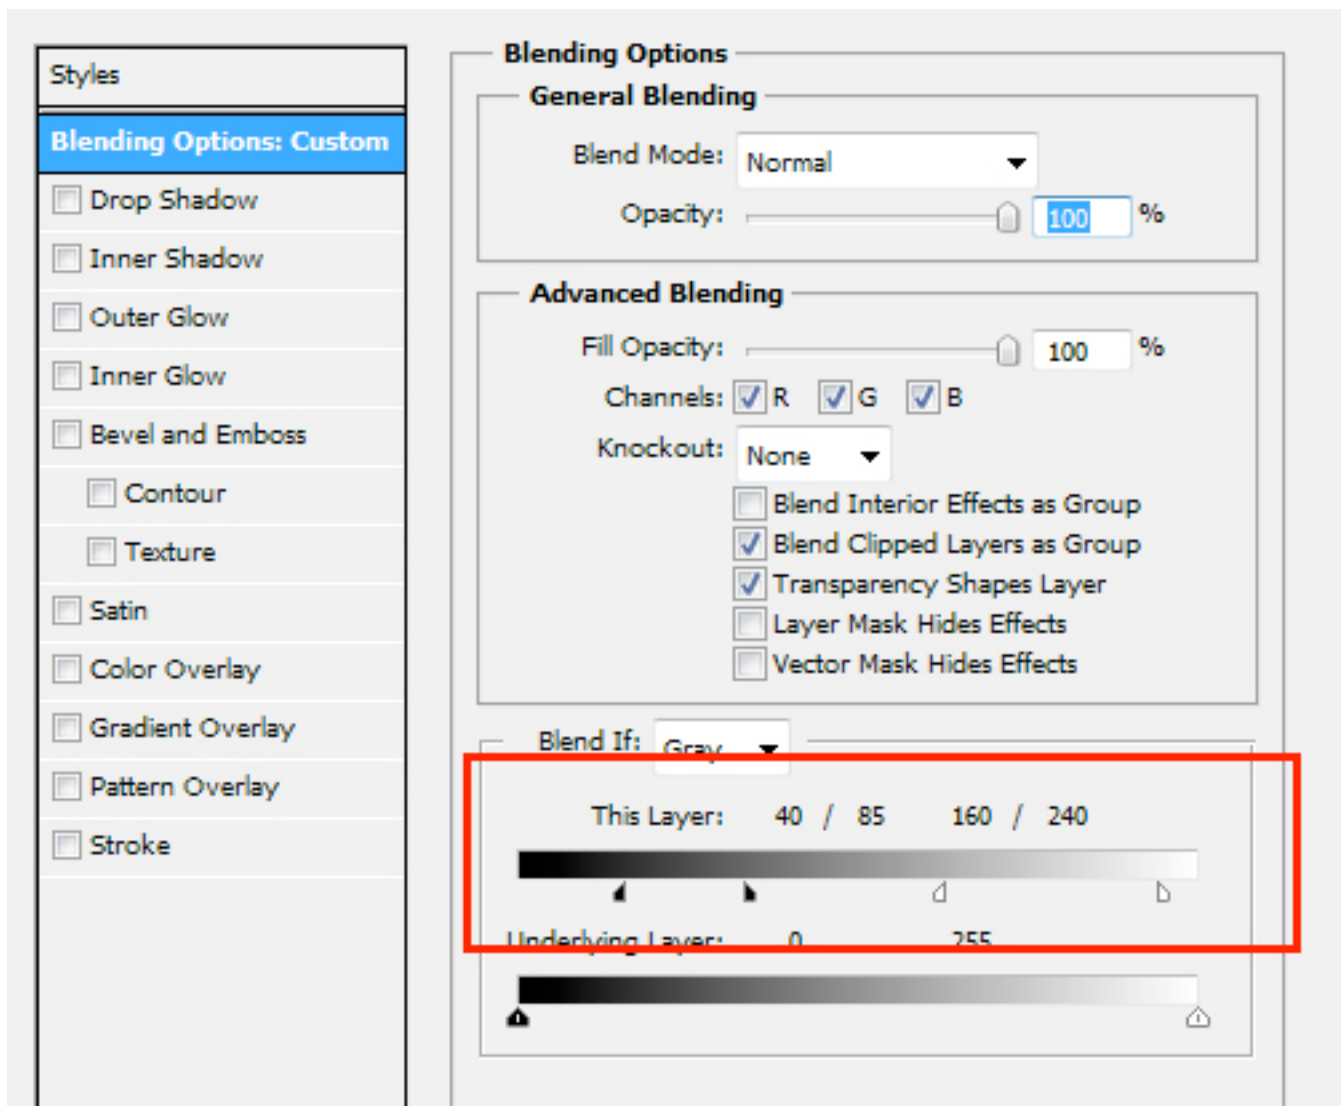 Styles
Blending Options: Custom
Drop Shadow
Inner Shadow
Outer Glow
Inner Glow
Bevel and Emboss
Contour
Texture
Satin
Color Overlay
Gradient Overlay
Pattern Overlay
Stroke
Blending Options
General Blending
Blend Mode: Normal
Opacity: 100 %
Advanced Blending
Fill Opacity: 100 %
Channels: R G B
Knockout: None
Blend Interior Effects as Group
Blend Clipped Layers as Group
Transparency Shapes Layer
Layer Mask Hides Effects
Vector Mask Hides Effects
Blend If: Gray
This Layer: 40 / 85 160 / 240
Underlying Layer: 0 255